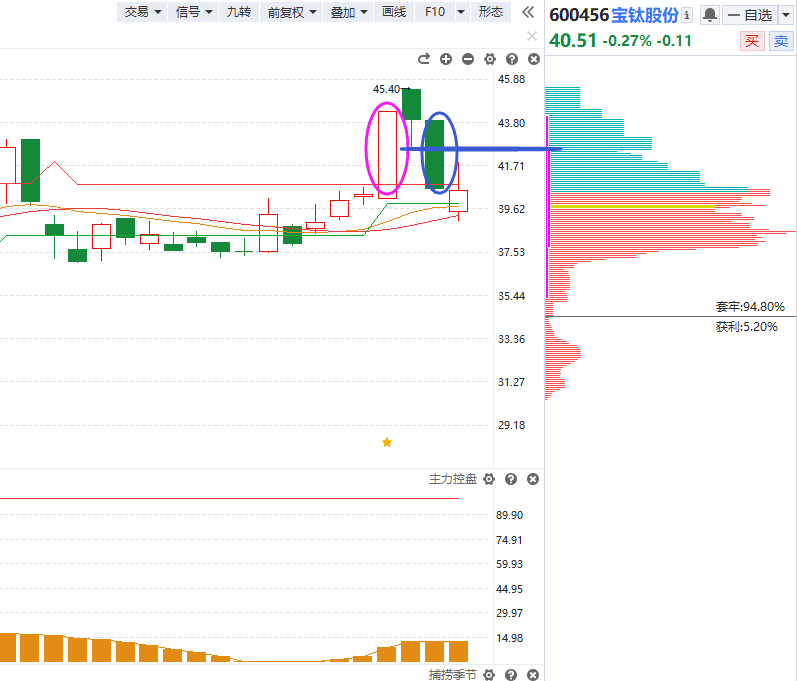 交易 信号 九转 前复权 叠加 画线 F10 形态
600456 宝钛股份 自选
40.51 -0.27% -0.11 买 卖
45.88
45.40
43.80
41.71
39.62
37.53
35.44
套牢:94.80%
获利:5.20%
33.36
31.27
29.18
主力控盘
89.90
74.91
59.93
44.95
29.97
14.98
捕捞季节